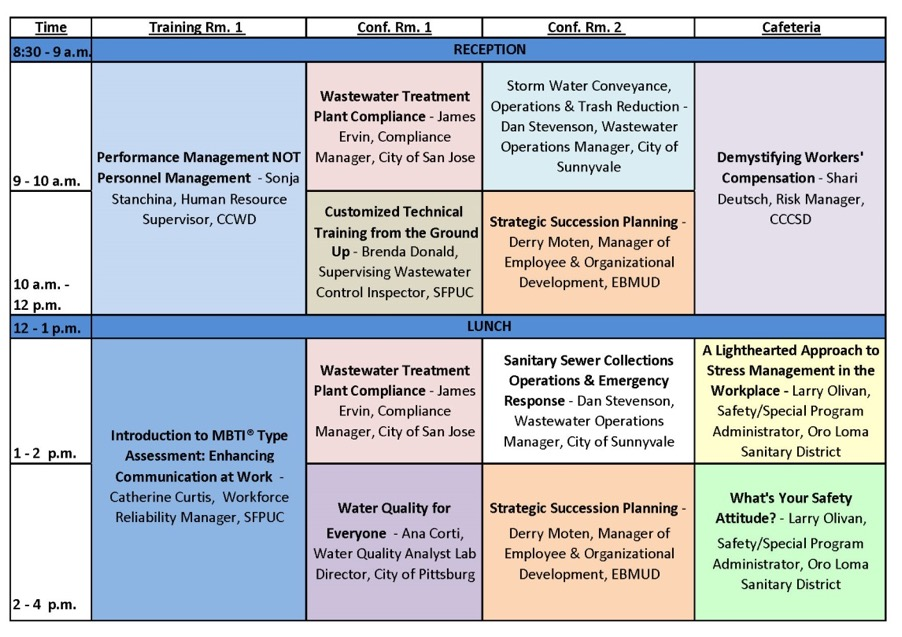 Time Training Rm. 1 Conf. Rm. 1 Conf. Rm. 2 Cafeteria
8:30 - 9 a.m. RECEPTION
9 - 10 a.m.
10 a.m. -
12 p.m.
Performance Management NOT
Personnel Management - Sonja
Stanchina, Human Resource
Supervisor, CCWD
Wastewater Treatment
Plant Compliance - James
Ervin, Compliance
Manager, City of San Jose
Customized Technical
Training from the Ground
Up - Brenda Donald,
Supervising Wastewater
Control Inspector, SFPUC
Storm Water Conveyance,
Operations & Trash Reduction -
Dan Stevenson, Wastewater
Operations Manager, City of
Sunnyvale
Strategic Succession Planning -
Derry Moten, Manager of
Employee & Organizational
Development, EBMUD
Demystifying Workers'
Compensation - Shari
Deutsch, Risk Manager,
CCCSD
12 - 1 p.m. LUNCH
1 - 2 p.m.
2 - 4 p.m.
Introduction to MBTI® Type
Assessment: Enhancing
Communication at Work -
Catherine Curtis, Workforce
Reliability Manager, SFPUC
Wastewater Treatment
Plant Compliance - James
Ervin, Compliance
Manager, City of San Jose
Water Quality for
Everyone - Ana Corti,
Water Quality Analyst Lab
Director, City of Pittsburg
Sanitary Sewer Collections
Operations & Emergency
Response - Dan Stevenson,
Wastewater Operations
Manager, City of Sunnyvale
Strategic Succession Planning -
Derry Moten, Manager of
Employee & Organizational
Development, EBMUD
A Lighthearted Approach to
Stress Management in the
Workplace - Larry Olivan,
Safety/Special Program
Administrator, Oro Loma
Sanitary District
What's Your Safety
Attitude? - Larry Olivan,
Safety/Special Program
Administrator, Oro Loma
Sanitary District